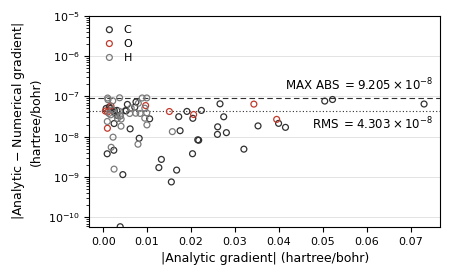 10⁻⁵
10⁻⁶
10⁻⁷
10⁻⁸
10⁻⁹
10⁻¹⁰
|Analytic − Numerical gradient|
(hartree/bohr)
C
O
H
MAX ABS = 9.205 × 10⁻⁸
RMS = 4.303 × 10⁻⁸
0.00 0.01 0.02 0.03 0.04 0.05 0.06 0.07
|Analytic gradient| (hartree/bohr)